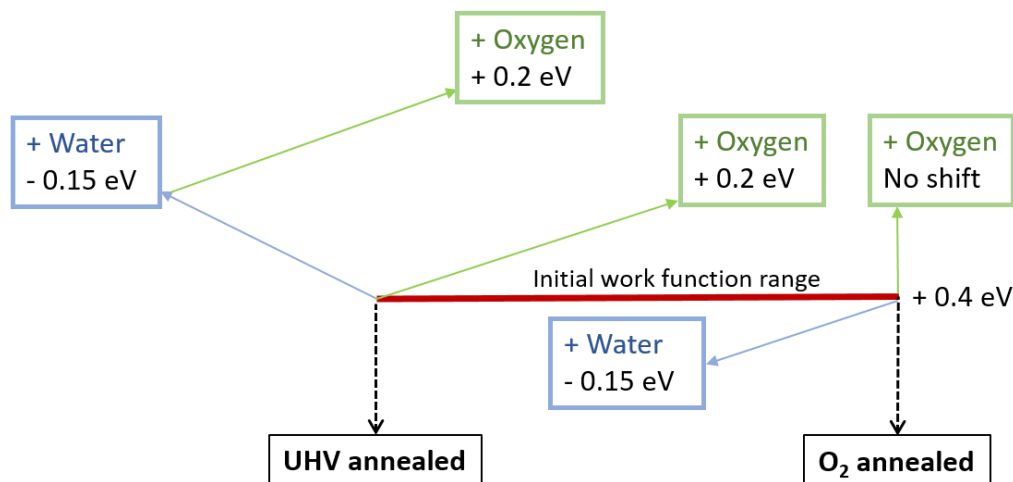 + Oxygen
+ 0.2 eV
+ Water
- 0.15 eV
+ Oxygen
+ 0.2 eV
+ Oxygen
No shift
Initial work function range
+ 0.4 eV
+ Water
- 0.15 eV
UHV annealed
O₂ annealed